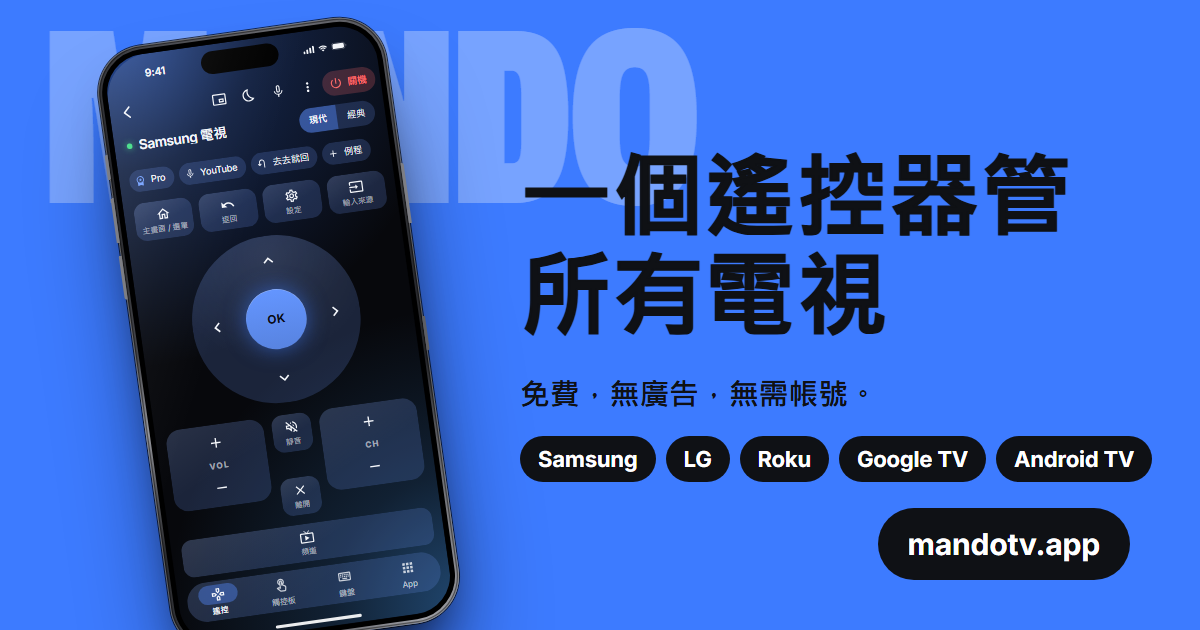 MANDO
9:41
關機
Samsung 電視
現代
經典
Pro
YouTube
去去就回
+ 例程
主畫面 / 選單
返回
設定
輸入來源
OK
+
VOL
−
靜音
+
CH
−
離開
頻道
遙控
觸控板
鍵盤
App
一個遙控器管
所有電視
免費，無廣告，無需帳號。
Samsung
LG
Roku
Google TV
Android TV
mandotv.app